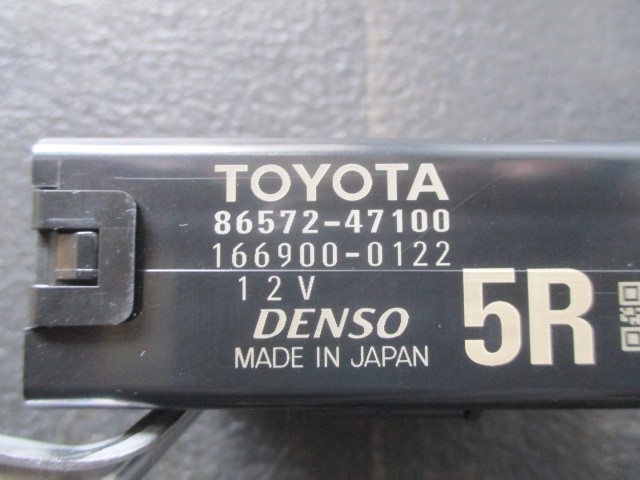 TOYOTA
86572-47100
166900-0122
12V
DENSO
MADE IN JAPAN
5R